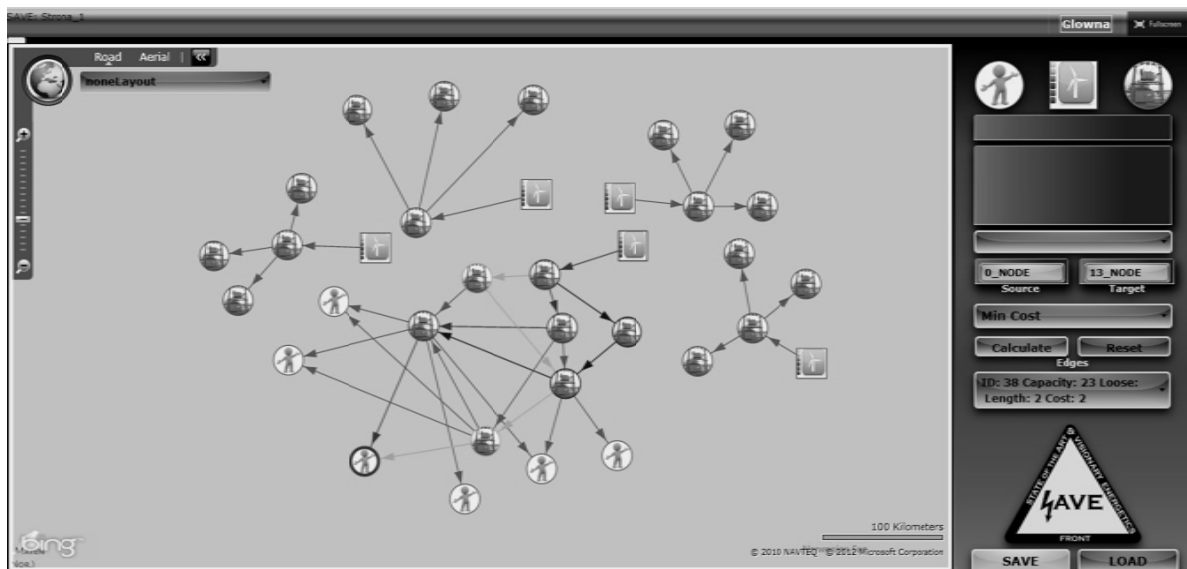 SAVE: Strona_1
Glowna
Fullscreen
Road Aerial | <<
noneLayout
0_NODE 13_NODE
Source Target
Min Cost
Calculate Reset
Edges
ID: 38 Capacity: 23 Loose:
Length: 2 Cost: 2
STATE OF THE ART & VISIONARY ENERGETICS
SAVE
FRONT
100 Kilometers
bing™
© 2010 NAVTEQ © 2012 Microsoft Corporation
SAVE LOAD